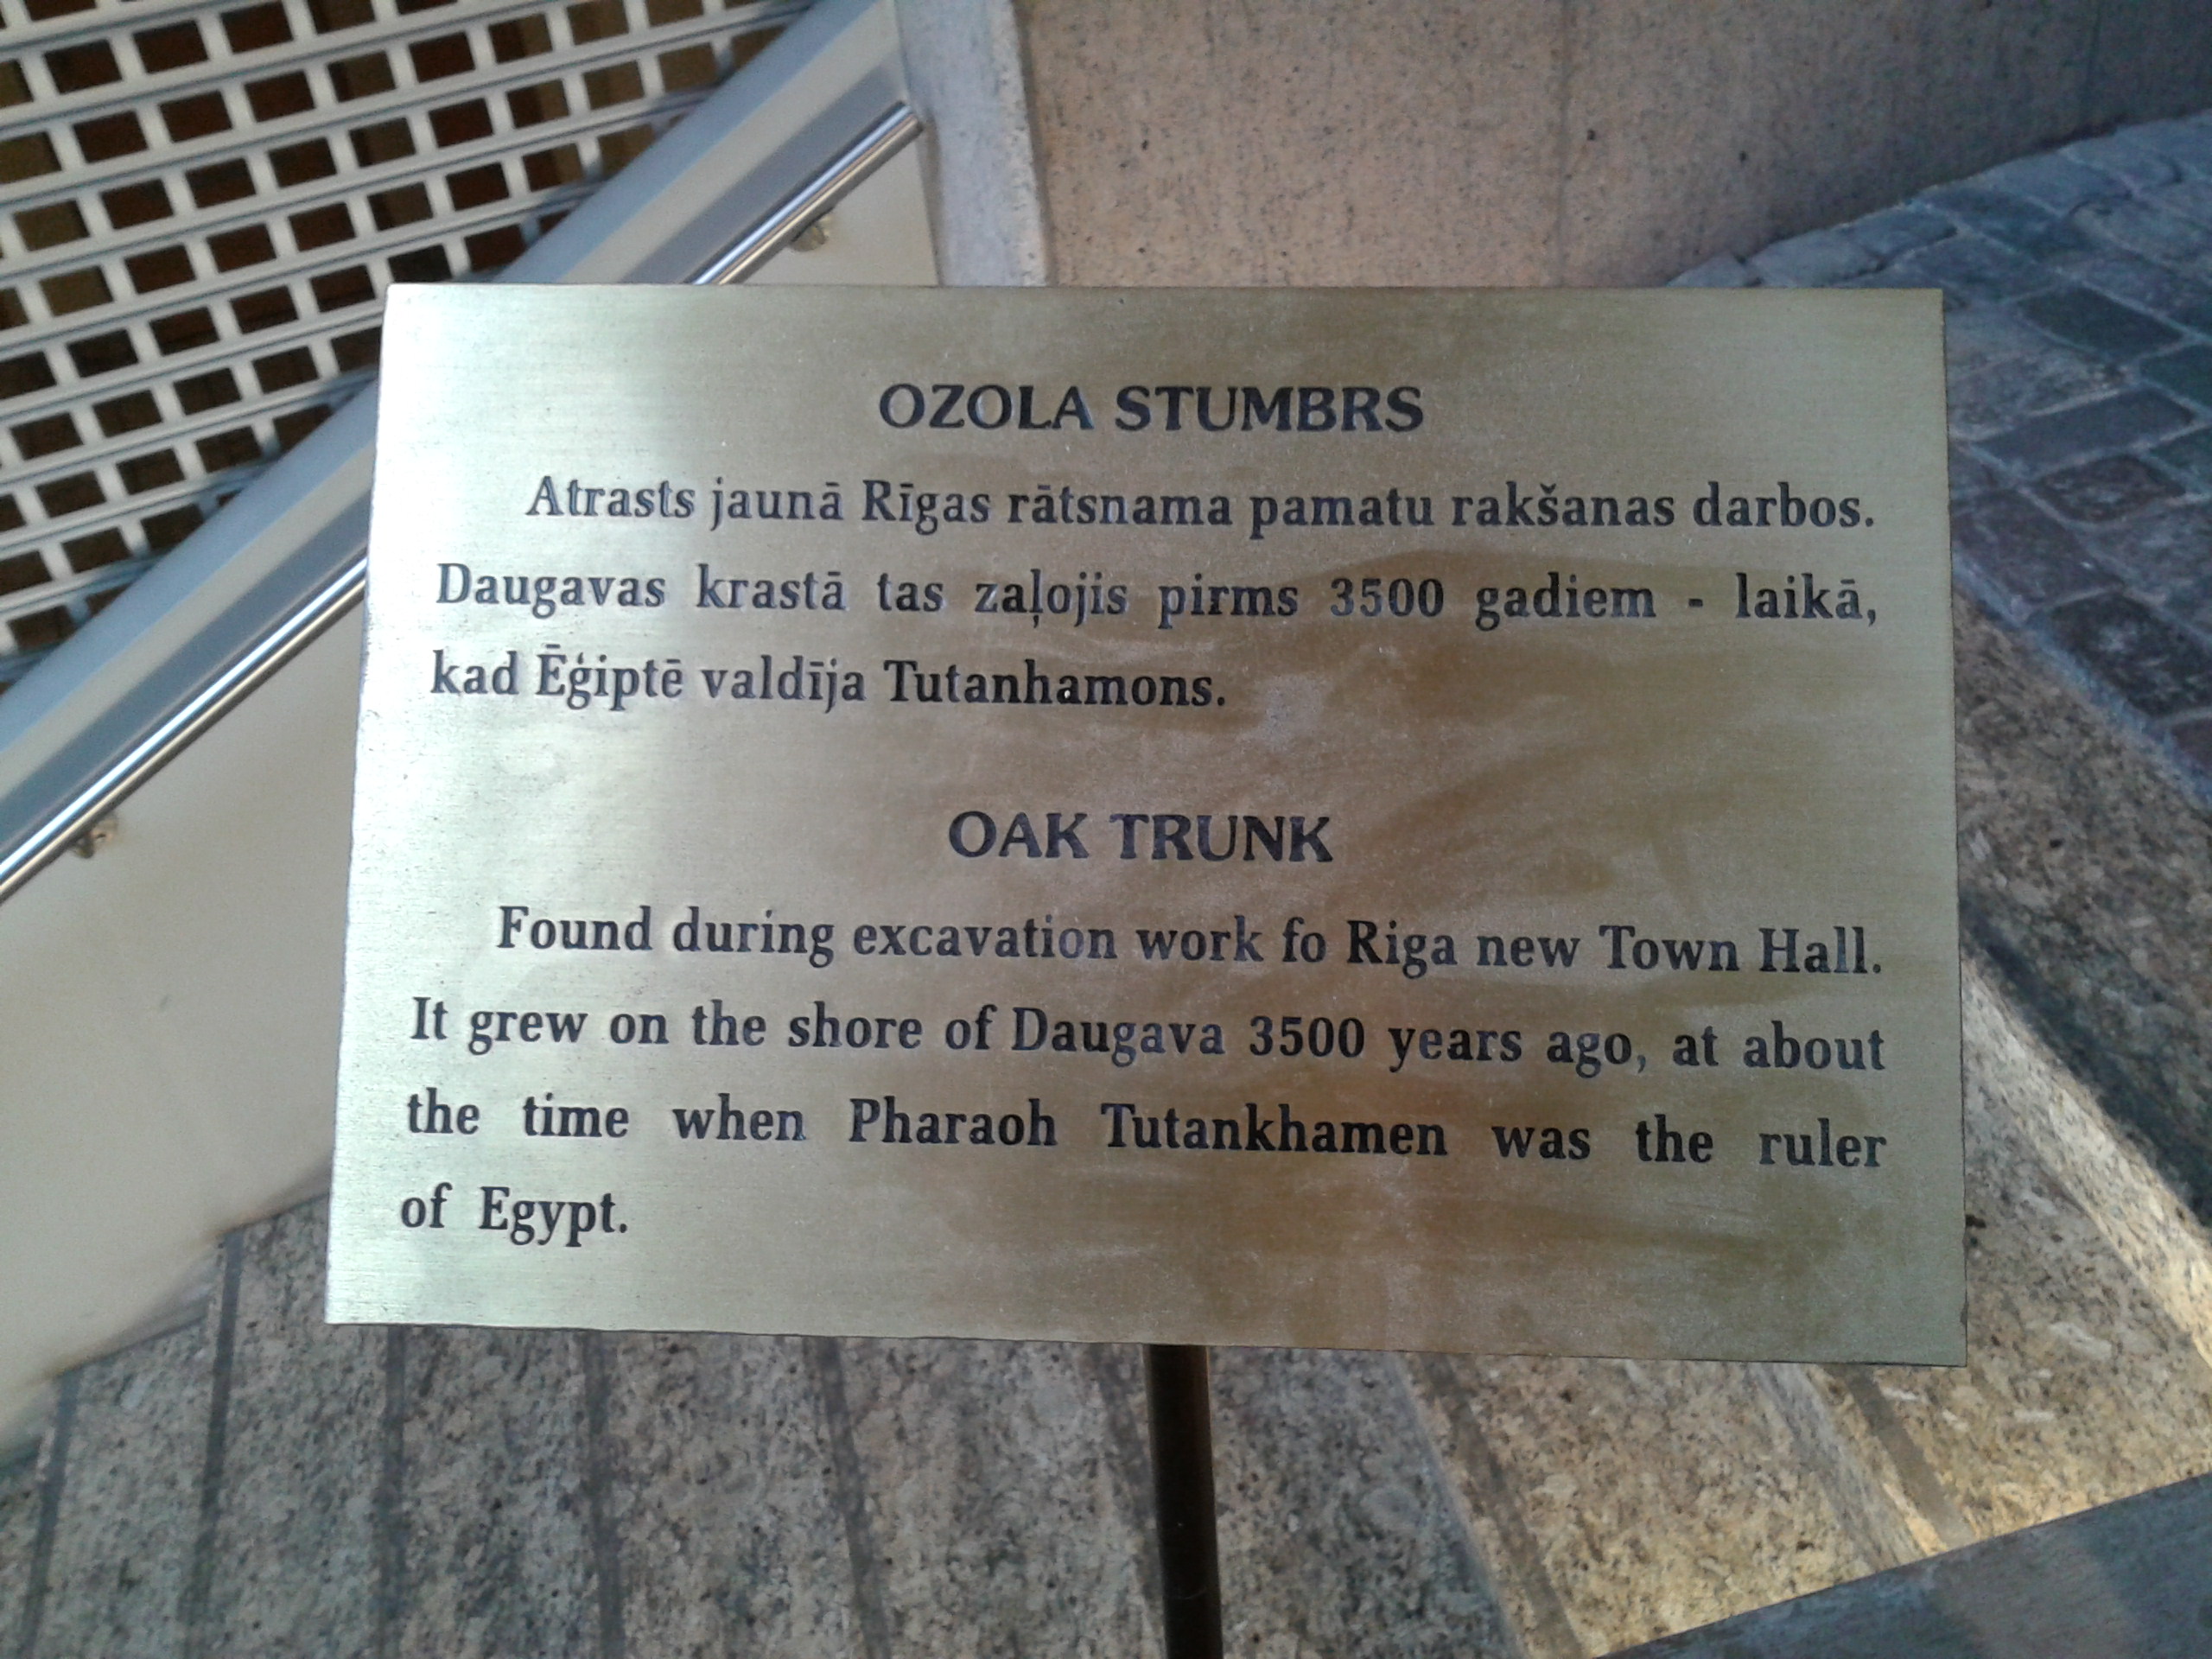 OZOLA STUMBRS
Atrasts jaunā Rīgas rātsnama pamatu rakšanas darbos.
Daugavas krastā tas zaļojis pirms 3500 gadiem - laikā,
kad Ēģiptē valdīja Tutanhamons.
OAK TRUNK
Found during excavation work fo Riga new Town Hall.
It grew on the shore of Daugava 3500 years ago, at about
the time when Pharaoh Tutankhamen was the ruler
of Egypt.